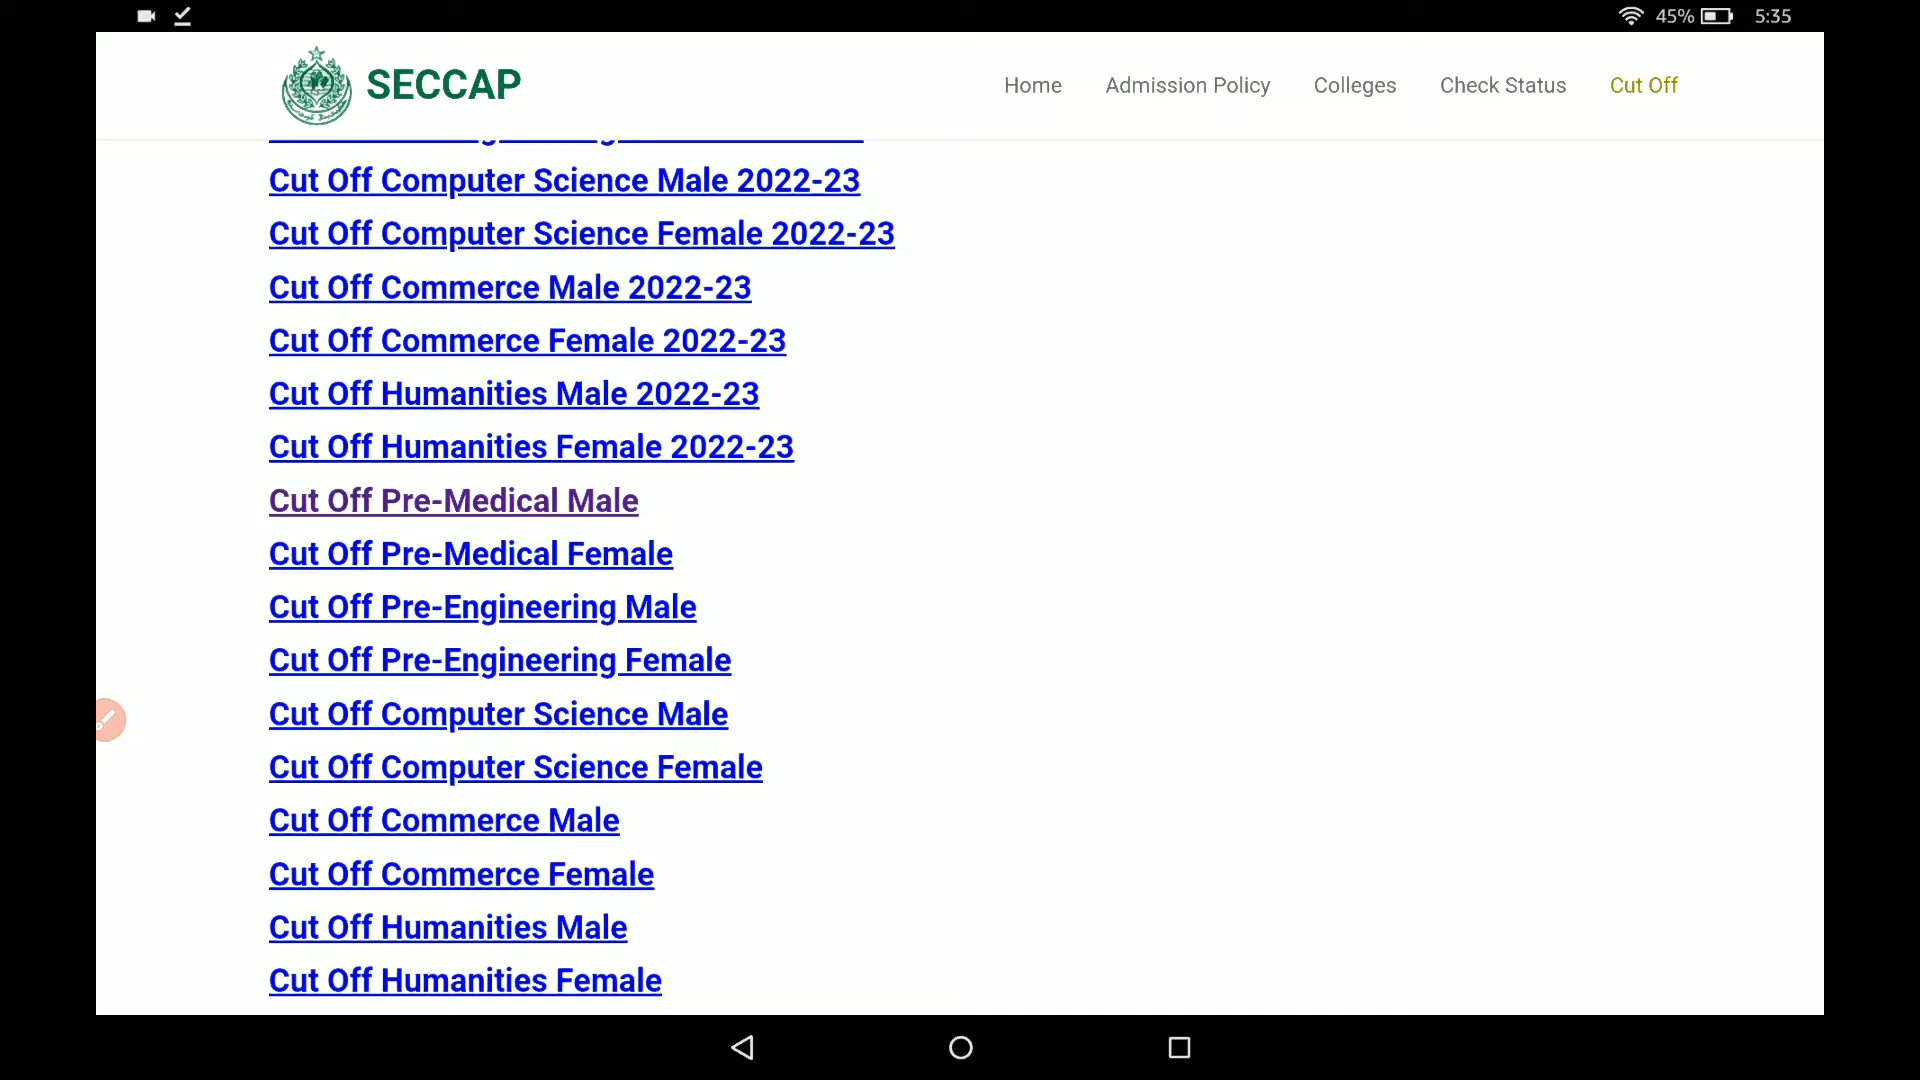 45% 5:35
SECCAP
Home Admission Policy Colleges Check Status Cut Off
Cut Off Computer Science Male 2022-23
Cut Off Computer Science Female 2022-23
Cut Off Commerce Male 2022-23
Cut Off Commerce Female 2022-23
Cut Off Humanities Male 2022-23
Cut Off Humanities Female 2022-23
Cut Off Pre-Medical Male
Cut Off Pre-Medical Female
Cut Off Pre-Engineering Male
Cut Off Pre-Engineering Female
Cut Off Computer Science Male
Cut Off Computer Science Female
Cut Off Commerce Male
Cut Off Commerce Female
Cut Off Humanities Male
Cut Off Humanities Female